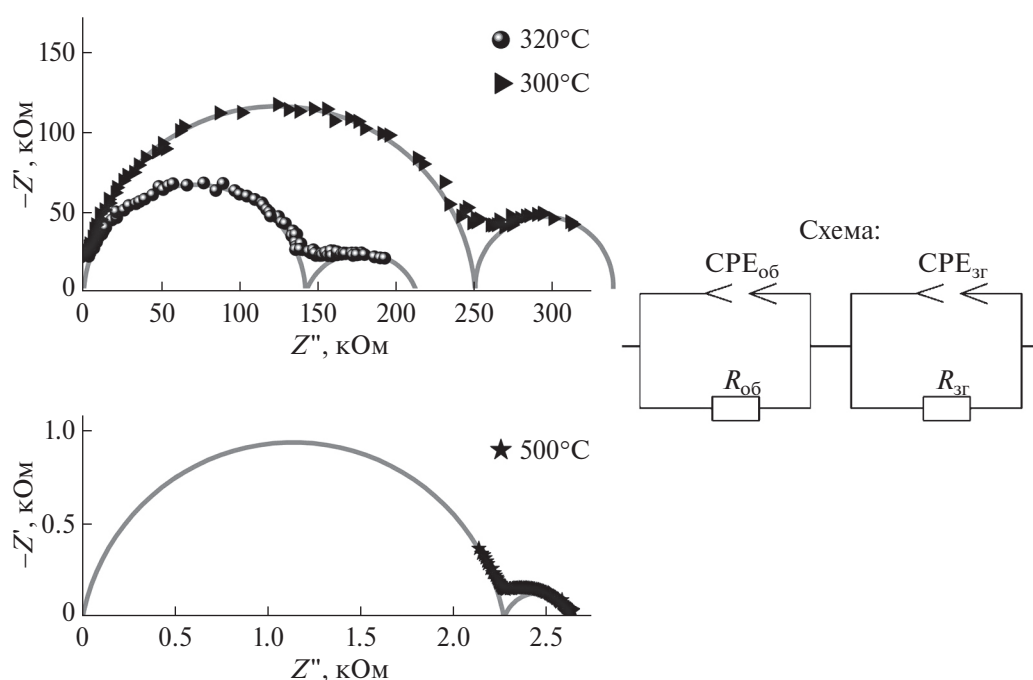 150
100
50
0
−Z', кОм
320°C
300°C
0 50 100 150 200 250 300
Z'', кОм
Схема:
CPEоб CPEзг
Rоб Rзг
1.0
0.5
0
−Z', кОм
500°C
0 0.5 1.0 1.5 2.0 2.5
Z'', кОм